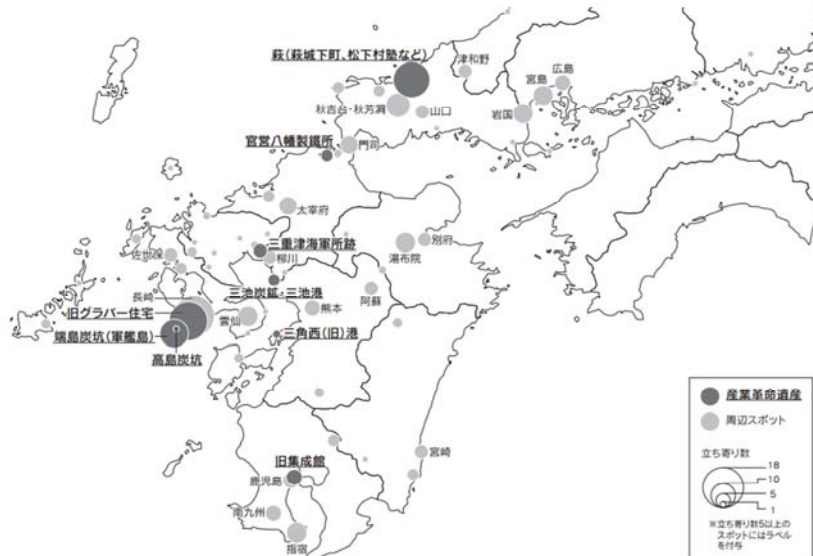 萩(萩城下町、松下村塾など)
津和野
広島
宮島
秋吉台・秋芳洞
山口
岩国
官営八幡製鐵所
門司
太宰府
三重津海軍所跡
別府
佐世保
柳川
湯布院
三池炭鉱・三池港
阿蘇
長崎
熊本
旧グラバー住宅
雲仙
端島炭坑(軍艦島)
三角西(旧)港
高島炭坑
旧集成館
宮崎
鹿児島
南九州
指宿
産業革命遺産
周辺スポット
立ち寄り数
18
10
5
1
※立ち寄り数5以上の
スポットにはラベル
を付与